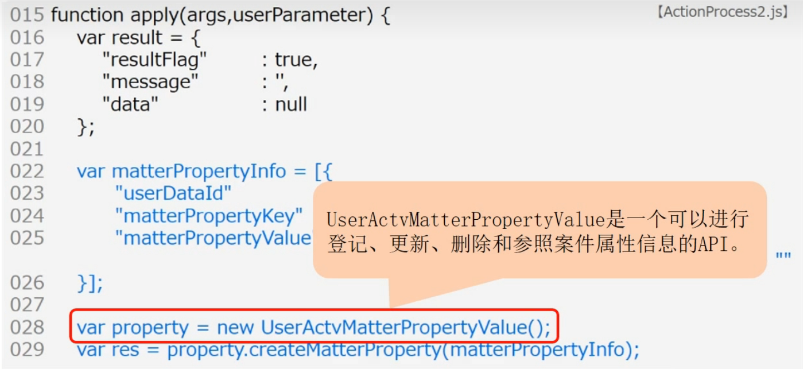 015 function apply(args,userParameter) {
【ActionProcess2.js】
016 var result = {
017 "resultFlag" : true,
018 "message" : '',
019 "data" : null
020 };
021
022 var matterPropertyInfo = [{
023 "userDataId"
024 "matterPropertyKey"
025 "matterPropertyValue"
""
UserActvMatterPropertyValue是一个可以进行
登记、更新、删除和参照案件属性信息的API。
026 }];
027
028 var property = new UserActvMatterPropertyValue();
029 var res = property.createMatterProperty(matterPropertyInfo);